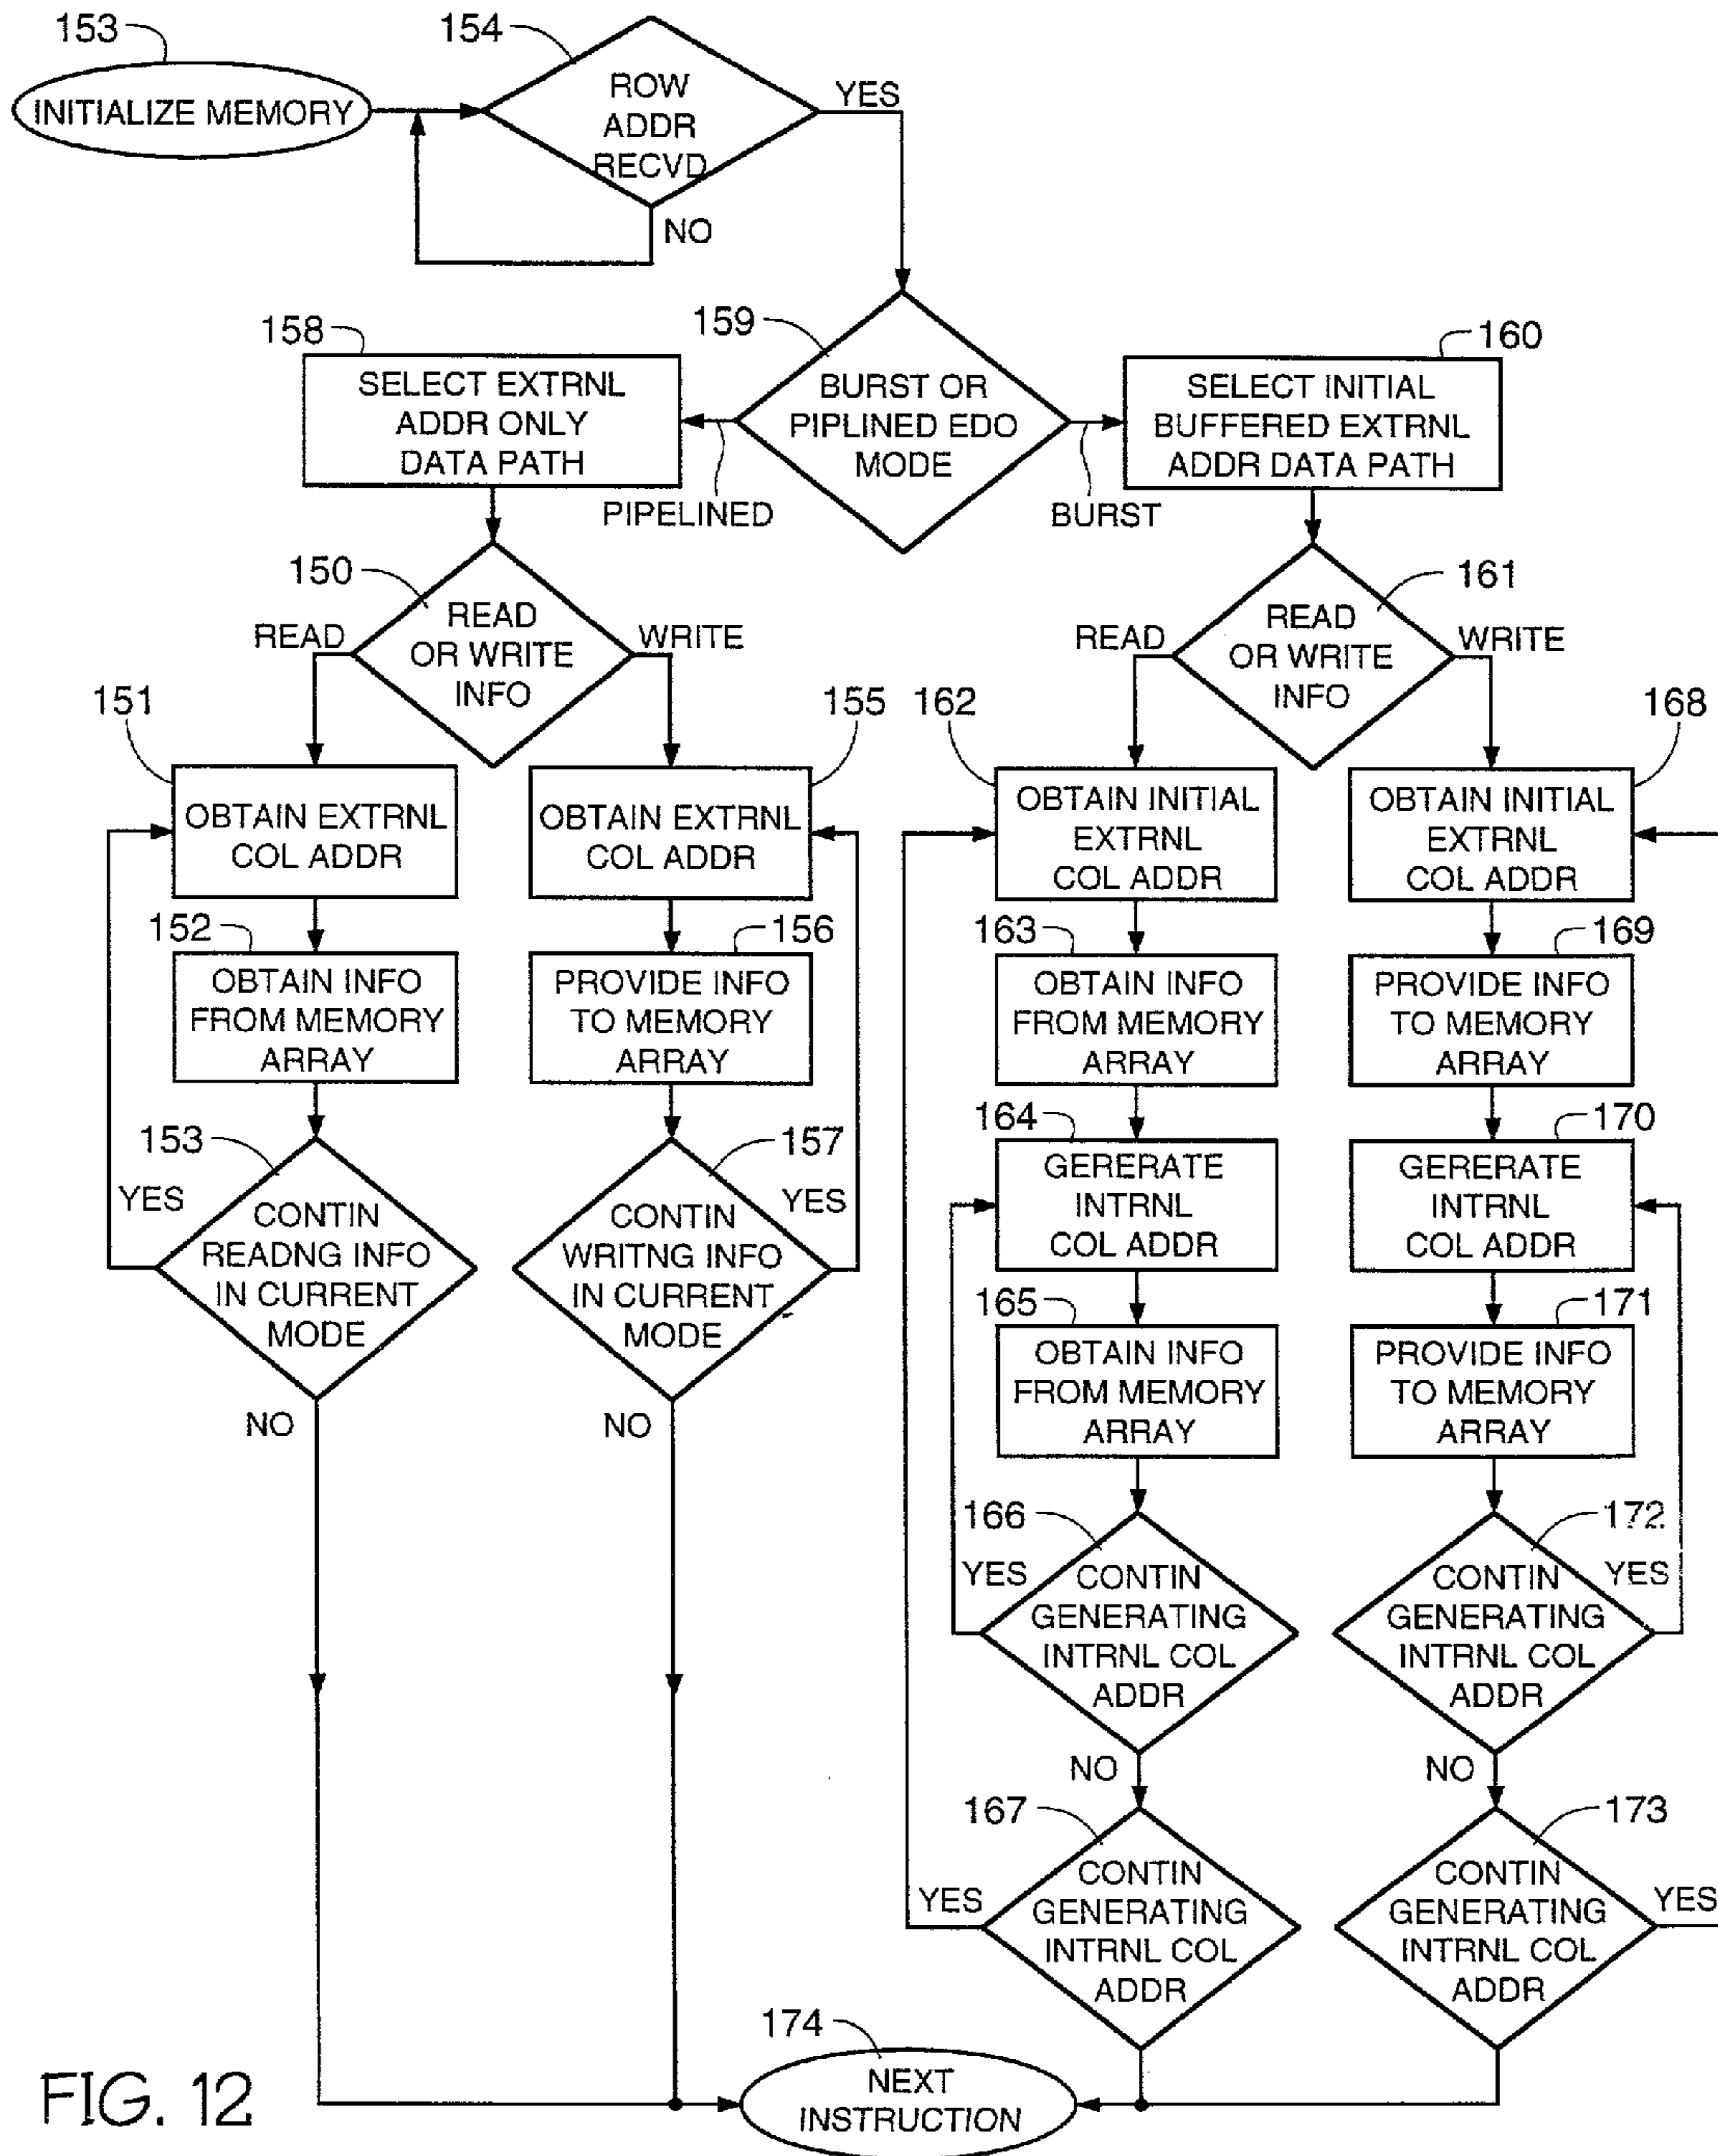 153
INITIALIZE MEMORY
154
ROW
ADDR
RECVD
YES
NO
158
SELECT EXTRNL
ADDR ONLY
DATA PATH
159
BURST OR
PIPLINED EDO
MODE
PIPELINED
BURST
160
SELECT INITIAL
BUFFERED EXTRNL
ADDR DATA PATH
150
READ
OR WRITE
INFO
READ
WRITE
161
READ
OR WRITE
INFO
READ
WRITE
151
OBTAIN EXTRNL
COL ADDR
155
OBTAIN EXTRNL
COL ADDR
162
OBTAIN INITIAL
EXTRNL
COL ADDR
168
OBTAIN INITIAL
EXTRNL
COL ADDR
152
OBTAIN INFO
FROM MEMORY
ARRAY
156
PROVIDE INFO
TO MEMORY
ARRAY
163
OBTAIN INFO
FROM MEMORY
ARRAY
169
PROVIDE INFO
TO MEMORY
ARRAY
153
YES
CONTIN
READNG INFO
IN CURRENT
MODE
NO
157
YES
CONTIN
WRITNG INFO
IN CURRENT
MODE
NO
164
GERERATE
INTRNL
COL ADDR
170
GERERATE
INTRNL
COL ADDR
165
OBTAIN INFO
FROM MEMORY
ARRAY
171
PROVIDE INFO
TO MEMORY
ARRAY
166
YES
CONTIN
GENERATING
INTRNL COL
ADDR
NO
172
YES
CONTIN
GENERATING
INTRNL COL
ADDR
NO
167
YES
CONTIN
GENERATING
INTRNL COL
ADDR
173
YES
CONTIN
GENERATING
INTRNL COL
ADDR
174
NEXT
INSTRUCTION
FIG. 12